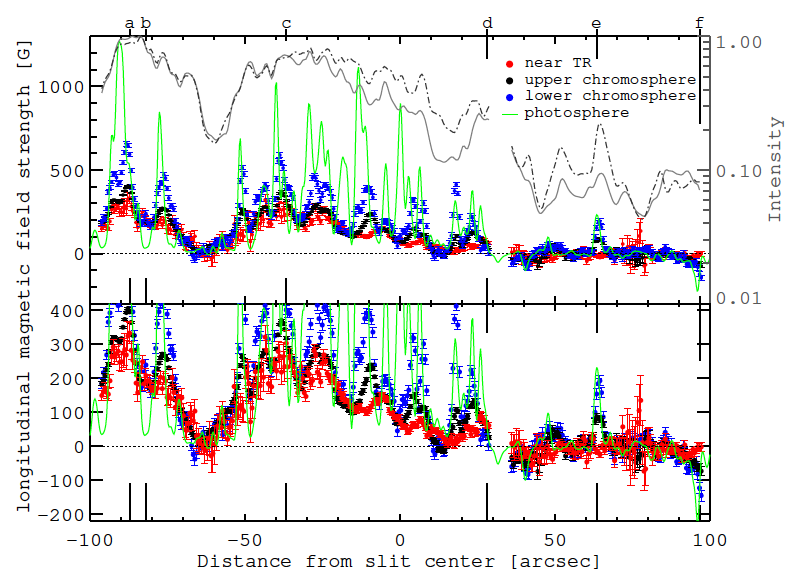 a b c d e f
longitudinal magnetic field strength [G]
1000
500
0
400
300
200
100
0
−100
−200
near TR
upper chromosphere
lower chromosphere
photosphere
1.00
0.10
0.01
Intensity
−100 −50 0 50 100
Distance from slit center [arcsec]